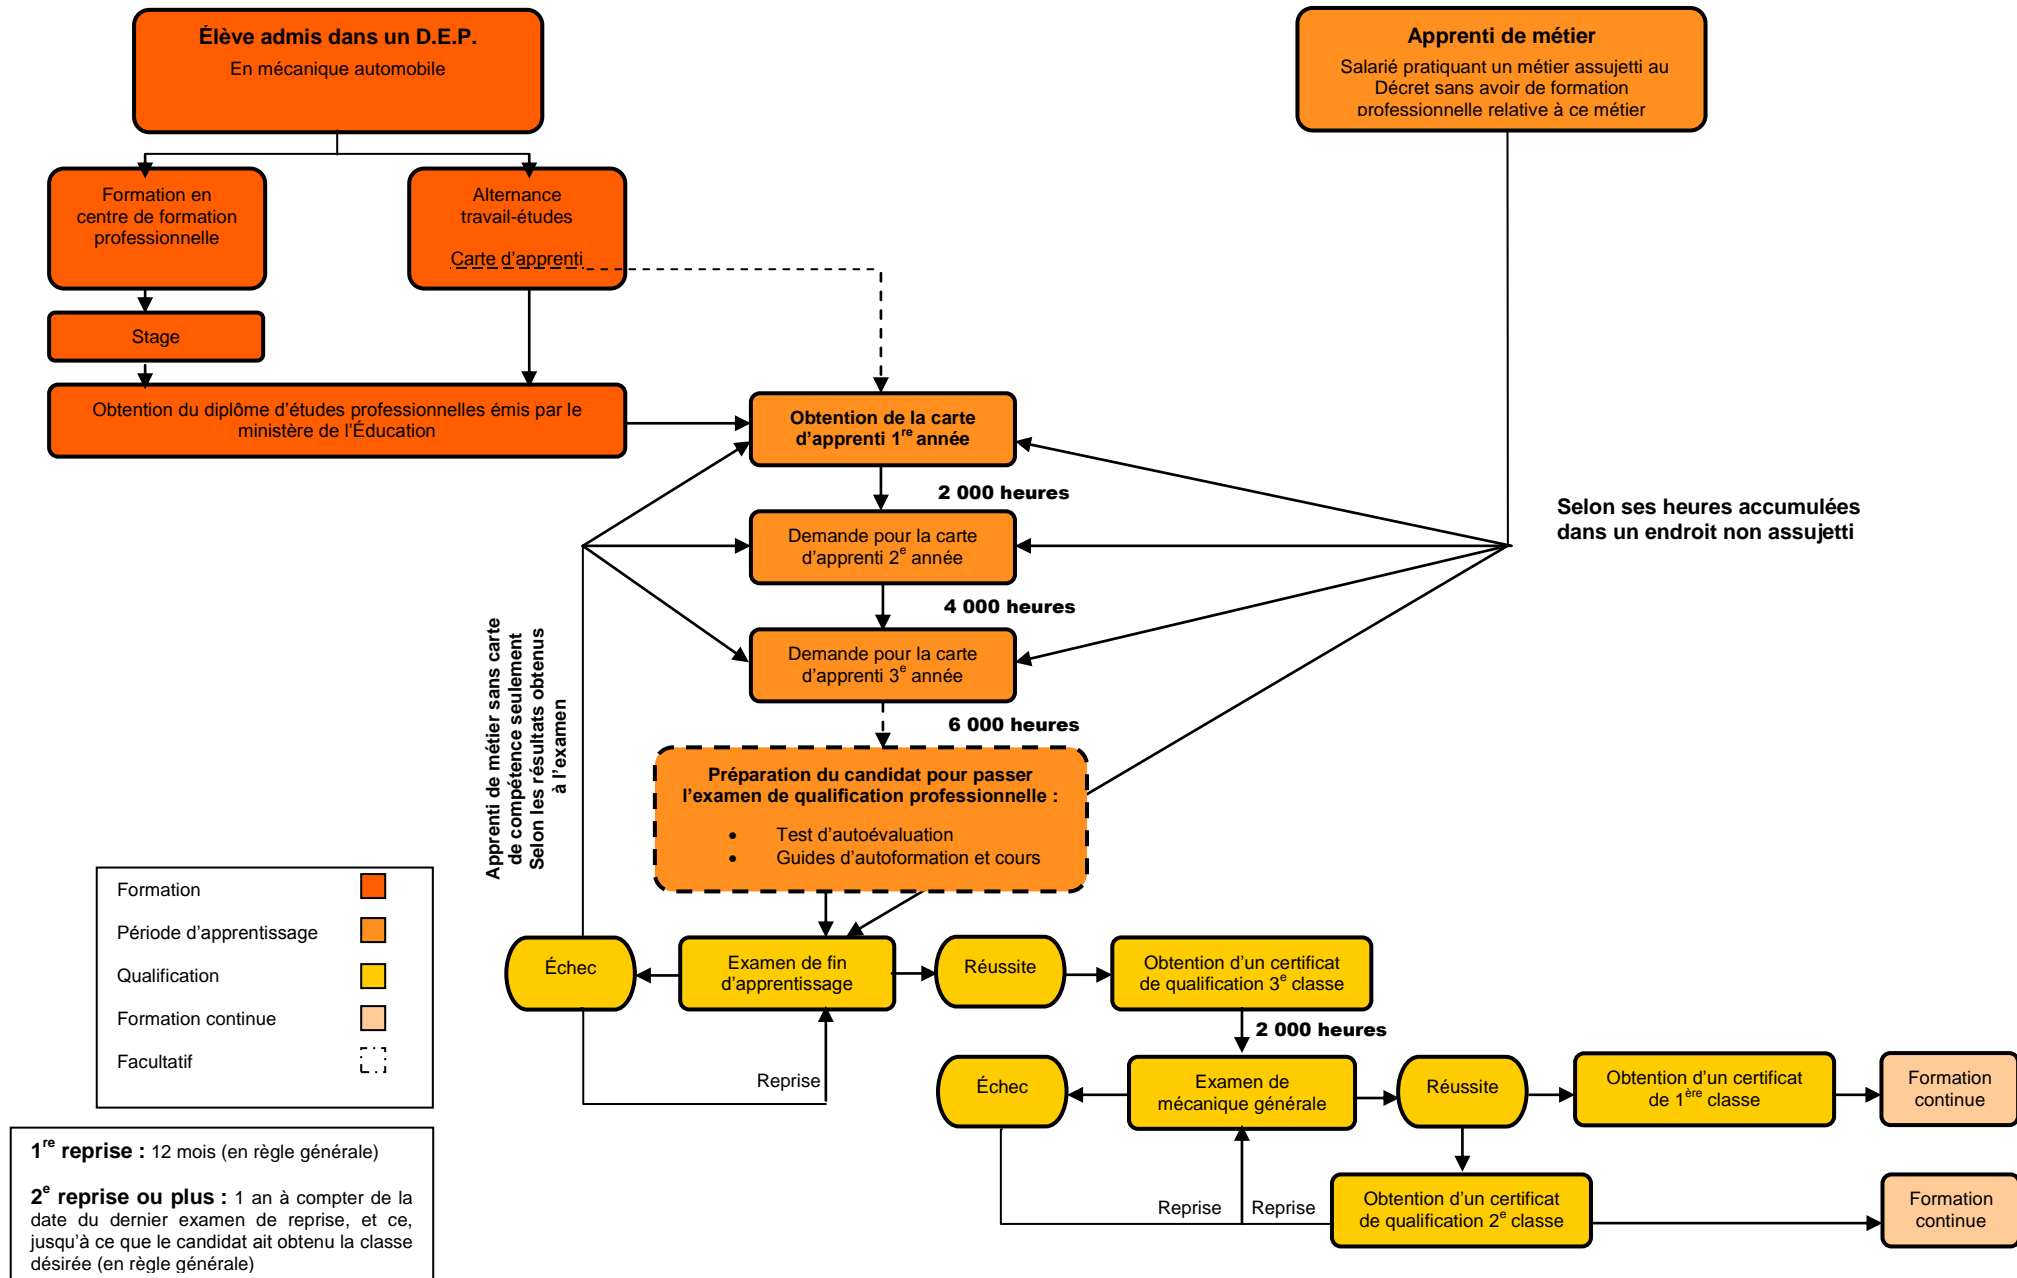 Élève admis dans un D.E.P.
En mécanique automobile
Apprenti de métier
Salarié pratiquant un métier assujetti au
Décret sans avoir de formation
professionnelle relative à ce métier
Formation en
centre de formation
professionnelle
Alternance
travail-études
Carte d'apprenti
Stage
Obtention du diplôme d'études professionnelles émis par le
ministère de l'Éducation
Obtention de la carte
d'apprenti 1re année
2 000 heures
Selon ses heures accumulées
dans un endroit non assujetti
Demande pour la carte
d'apprenti 2e année
4 000 heures
Demande pour la carte
d'apprenti 3e année
6 000 heures
Apprenti de métier sans carte
de compétence seulement
Selon les résultats obtenus
à l'examen
Préparation du candidat pour passer
l'examen de qualification professionnelle :
• Test d'autoévaluation
• Guides d'autoformation et cours
Formation
Période d'apprentissage
Qualification
Formation continue
Facultatif
Échec
Examen de fin
d'apprentissage
Réussite
Obtention d'un certificat
de qualification 3e classe
2 000 heures
Reprise
Échec
Examen de
mécanique générale
Réussite
Obtention d'un certificat
de 1ère classe
Formation
continue
Reprise
Reprise
Obtention d'un certificat
de qualification 2e classe
Formation
continue
1re reprise : 12 mois (en règle générale)
2e reprise ou plus : 1 an à compter de la
date du dernier examen de reprise, et ce,
jusqu'à ce que le candidat ait obtenu la classe
désirée (en règle générale)